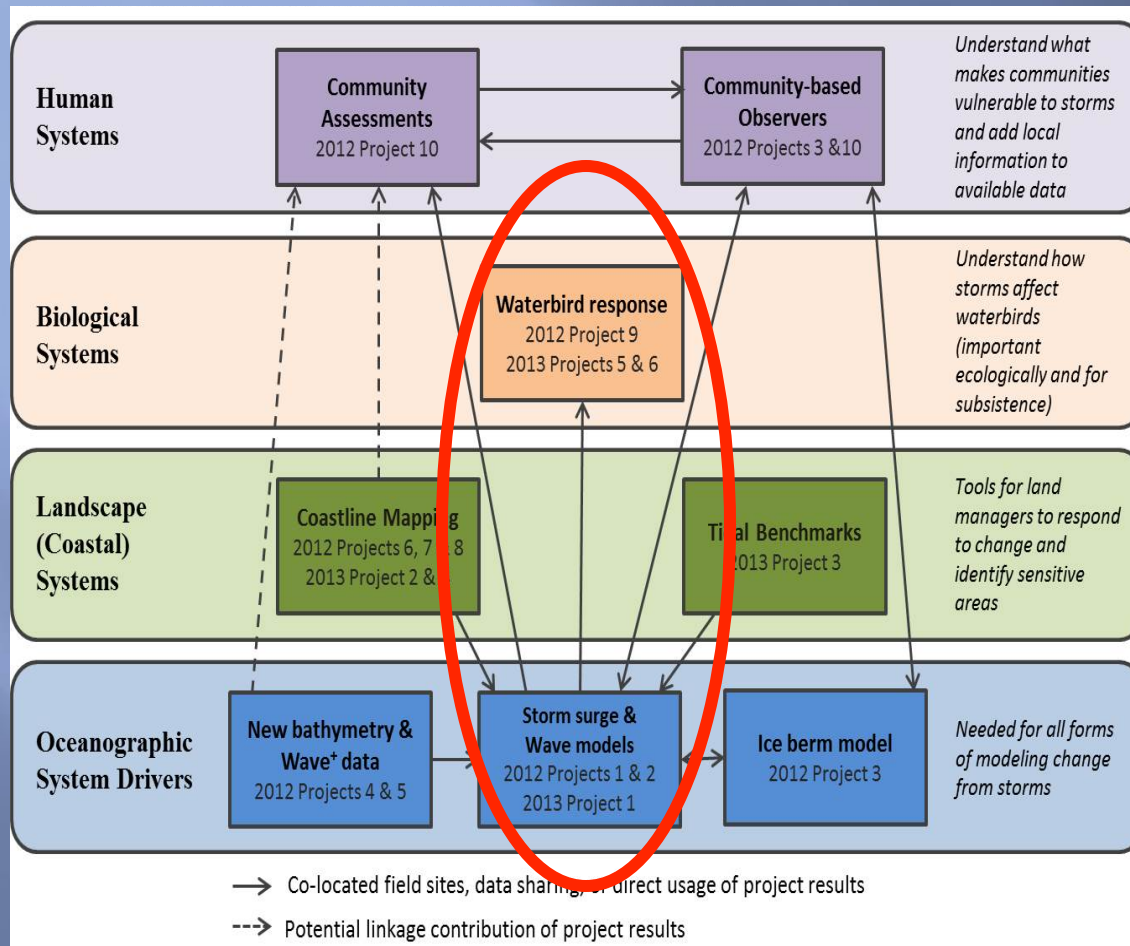 Human
Systems
Community
Assessments
2012 Project 10
Community-based
Observers
2012 Projects 3 &10
Understand what
makes communities
vulnerable to storms
and add local
information to
available data
Biological
Systems
Waterbird response
2012 Project 9
2013 Projects 5 & 6
Understand how
storms affect
waterbirds
(important
ecologically and for
subsistence)
Landscape
(Coastal)
Systems
Coastline Mapping
2012 Projects 6, 7 8
2013 Project 2 &
Benchmarks
2013 Project 3
Tools for land
managers to respond
to change and
identify sensitive
areas
Oceanographic
System Drivers
New bathymetry &
Wave⁺ data
2012 Projects 4 & 5
Storm surge &
Wave models
2012 Projects 1 & 2
2013 Project 1
Ice berm model
2012 Project 3
Needed for all forms
of modeling change
from storms
Co-located field sites, data sharing, or direct usage of project results
Potential linkage contribution of project results